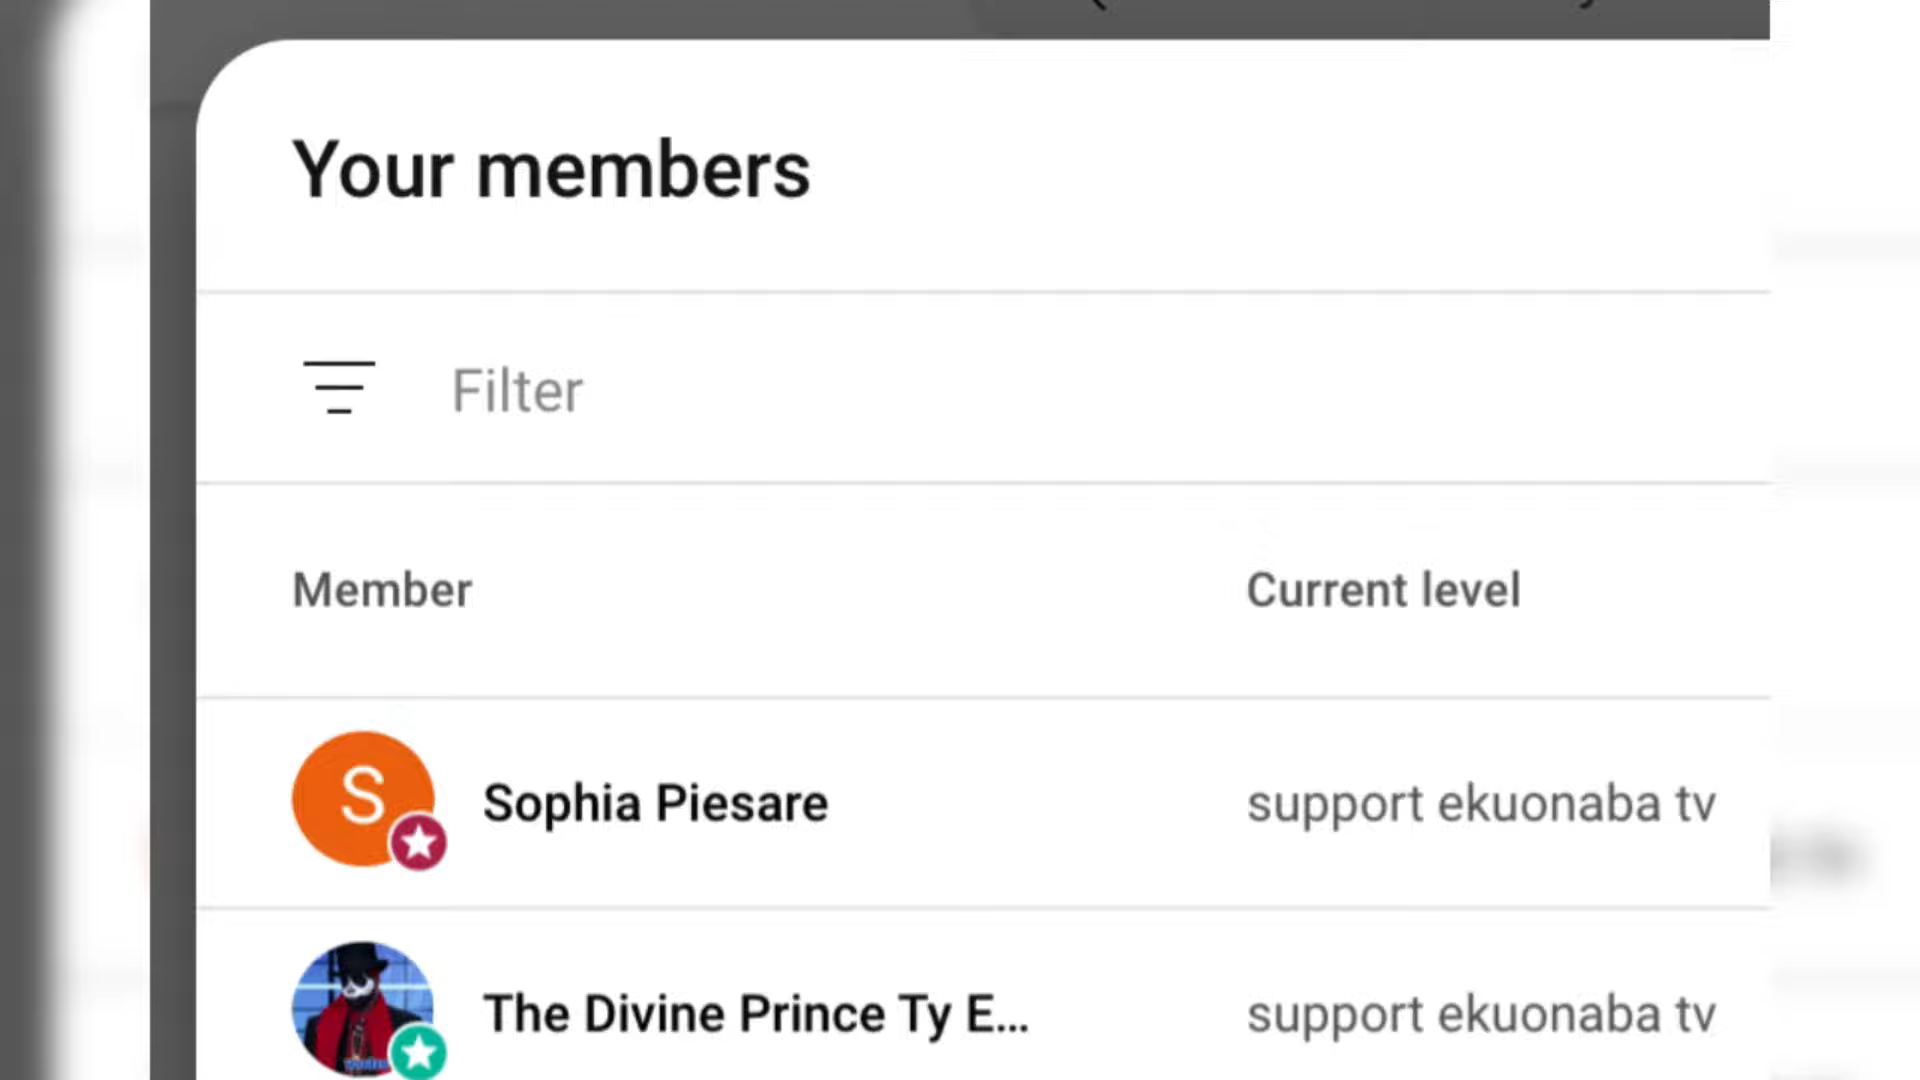 Your members
Filter
Member Current level
S Sophia Piesare support ekuonaba tv
The Divine Prince Ty E... support ekuonaba tv